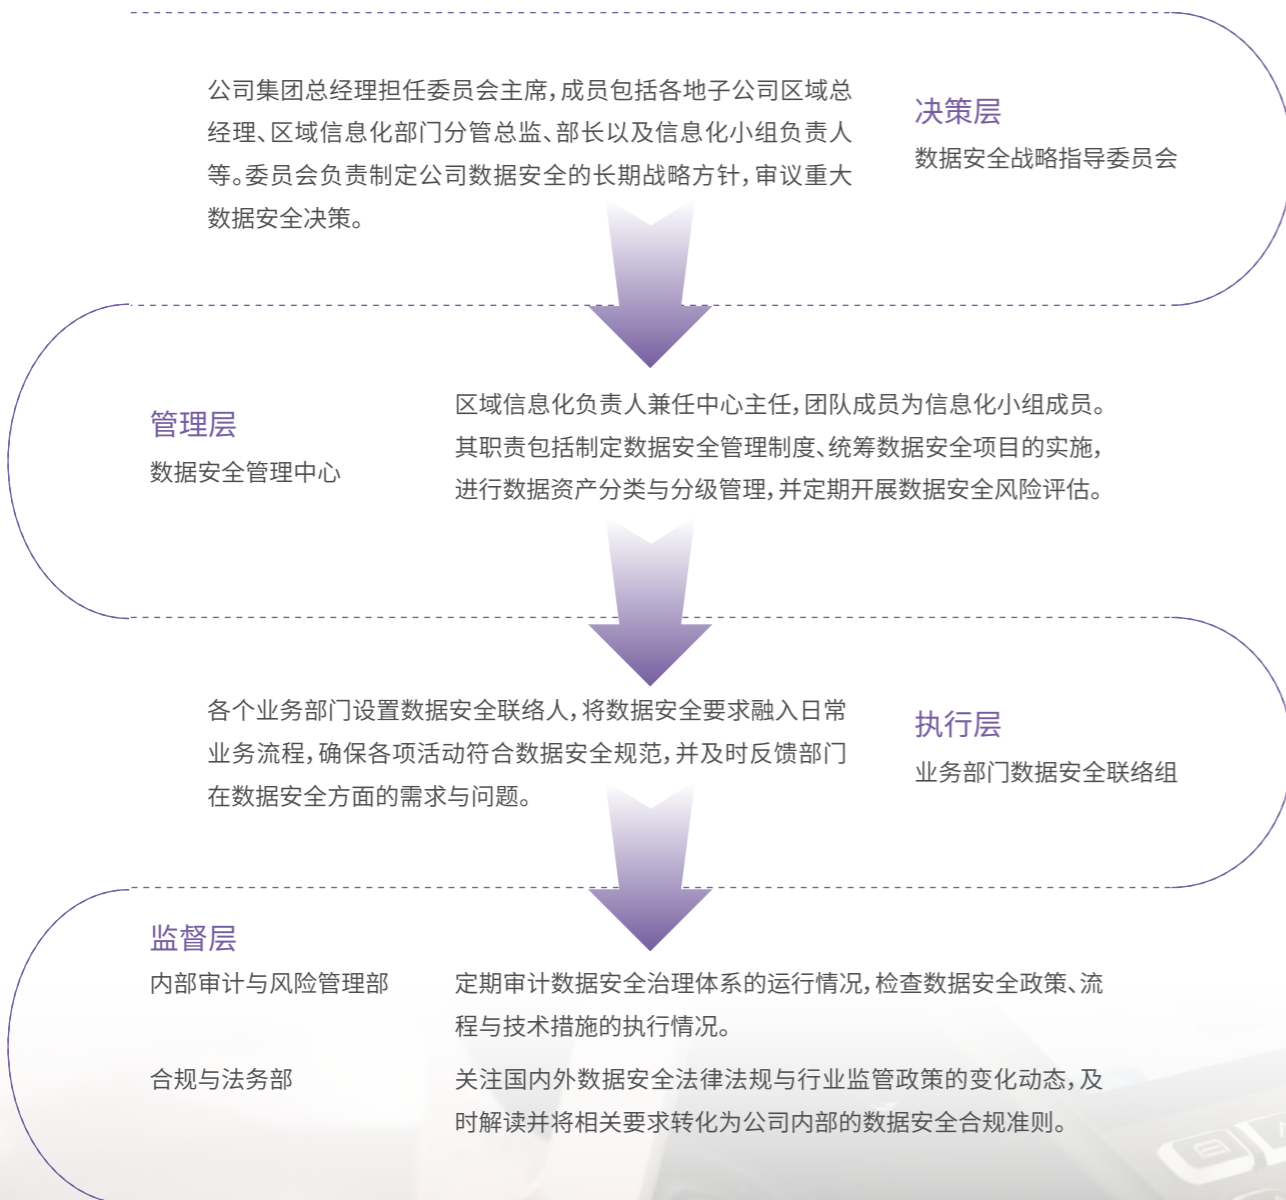 决策层
数据安全战略指导委员会
公司集团总经理担任委员会主席，成员包括各地子公司区域总
经理、区域信息化部门分管总监、部长以及信息化小组负责人
等。委员会负责制定公司数据安全的长期战略方针，审议重大
数据安全决策。
管理层
数据安全管理中心
区域信息化负责人兼任中心主任，团队成员为信息化小组成员。
其职责包括制定数据安全管理制度、统筹数据安全项目的实施，
进行数据资产分类与分级管理，并定期开展数据安全风险评估。
执行层
业务部门数据安全联络组
各个业务部门设置数据安全联络人，将数据安全要求融入日常
业务流程，确保各项活动符合数据安全规范，并及时反馈部门
在数据安全方面的需求与问题。
监督层
内部审计与风险管理部
定期审计数据安全治理体系的运行情况，检查数据安全政策、流
程与技术措施的执行情况。
合规与法务部
关注国内外数据安全法律法规与行业监管政策的变化动态，及
时解读并将相关要求转化为公司内部的数据安全合规准则。